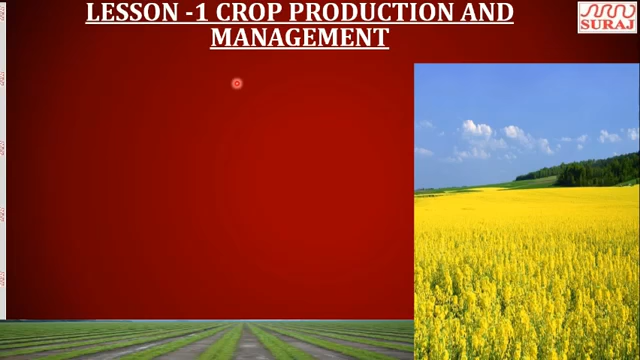 LESSON -1 CROP PRODUCTION AND
MANAGEMENT
SURAJ